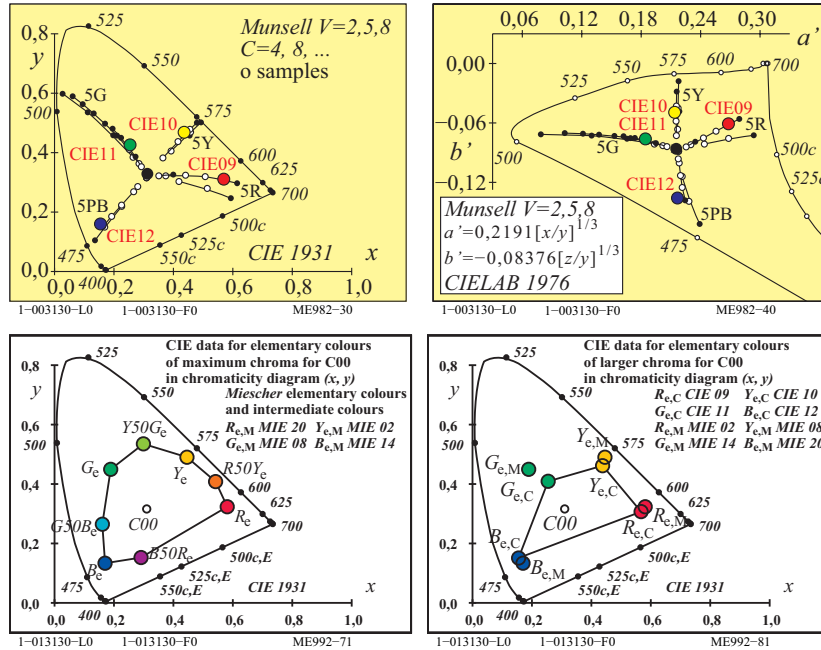 525
Munsell V=2,5,8
C=4, 8, ...
o samples
0,8
y
550
0,6
500
5G
575
CIE10
5Y
0,4
CIE11
CIE09
600
625
700
5R
0,2
5PB
CIE12
500c
525c
550c
475
CIE 1931
x
0,0
400
0,0 0,2 0,4 0,6 0,8 1,0
1-003130-L0 1-003130-F0 ME982-30
0,06 0,12 0,18 0,24 0,30
a'
0,00
575
600
700
550
525
5Y
CIE10
CIE09
−0,06
CIE11
5R
b'
500
5G
500c
−0,12
CIE12
525c
5PB
475
Munsell V=2,5,8
a'=0,2191[x/y]1/3
b'=−0,08376[z/y]1/3
CIELAB 1976
1-003130-L0 1-003130-F0 ME982-40
CIE data for elementary colours
of maximum chroma for C00
in chromaticity diagram (x, y)
Miescher elementary colours
and intermediate colours
Re,M MIE 20 Ye,M MIE 02
Ge,M MIE 08 Be,M MIE 14
525
0,8
y
550
0,6
Y50Ge
575
500
Ge
Ye
R50Ye
0,4
600
625
Re
700
G50Be
C00
0,2
Be
B50Re
500c,E
525c,E
550c,E
475
CIE 1931
x
0,0
400
0,0 0,2 0,4 0,6 0,8 1,0
1-013130-L0 1-013130-F0 ME992-71
CIE data for elementary colours
of larger chroma for C00
in chromaticity diagram (x, y)
Re,C CIE 09 Ye,C CIE 10
Ge,C CIE 11 Be,C CIE 12
Re,M MIE 02 Ye,M MIE 08
Ge,M MIE 14 Be,M MIE 20
525
0,8
y
550
0,6
575
500
Ye,M
Ge,M
Ye,C
Ge,C
0,4
600
625
Re,M
700
Re,C
C00
0,2
Be,C
Be,M
500c,E
525c,E
550c,E
475
CIE 1931
x
0,0
400
0,0 0,2 0,4 0,6 0,8 1,0
1-013130-L0 1-013130-F0 ME992-81